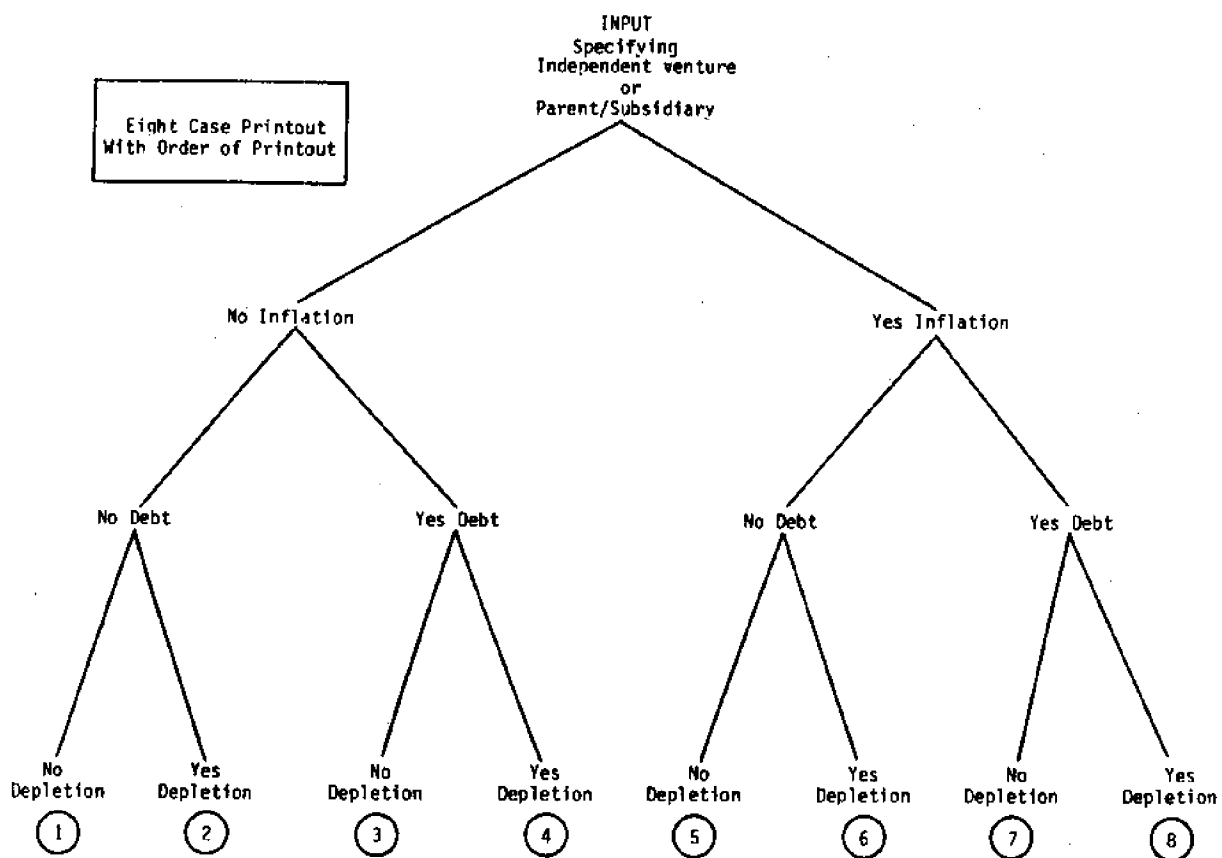 INPUT
Specifying
Independent venture
or
Parent/Subsidiary
Eight Case Printout
With Order of Printout
No Inflation
Yes Inflation
No Debt
Yes Debt
No Debt
Yes Debt
No
Depletion
1
Yes
Depletion
2
No
Depletion
3
Yes
Depletion
4
No
Depletion
5
Yes
Depletion
6
No
Depletion
7
Yes
Depletion
8